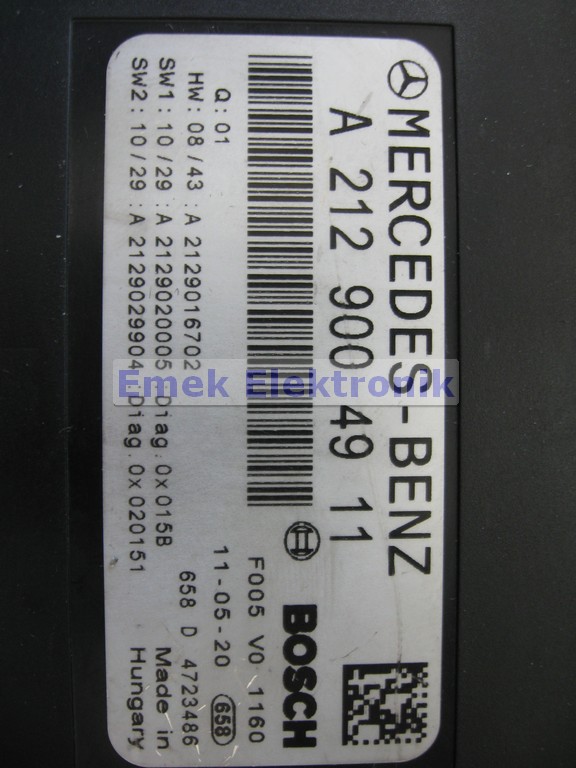 MERCEDES-BENZ
A 212 900 49 11
BOSCH
F005 V0 1160
Q:01
11-05-20 658
HW: 08/43 :A 2129016702
658 D 4723486
SW1: 10/29 :A 2129020005 :Diag:0x015B
Made in
SW2: 10/29 :A 2129029904 :Diag:0x020151
Hungary
Emek Elektronik